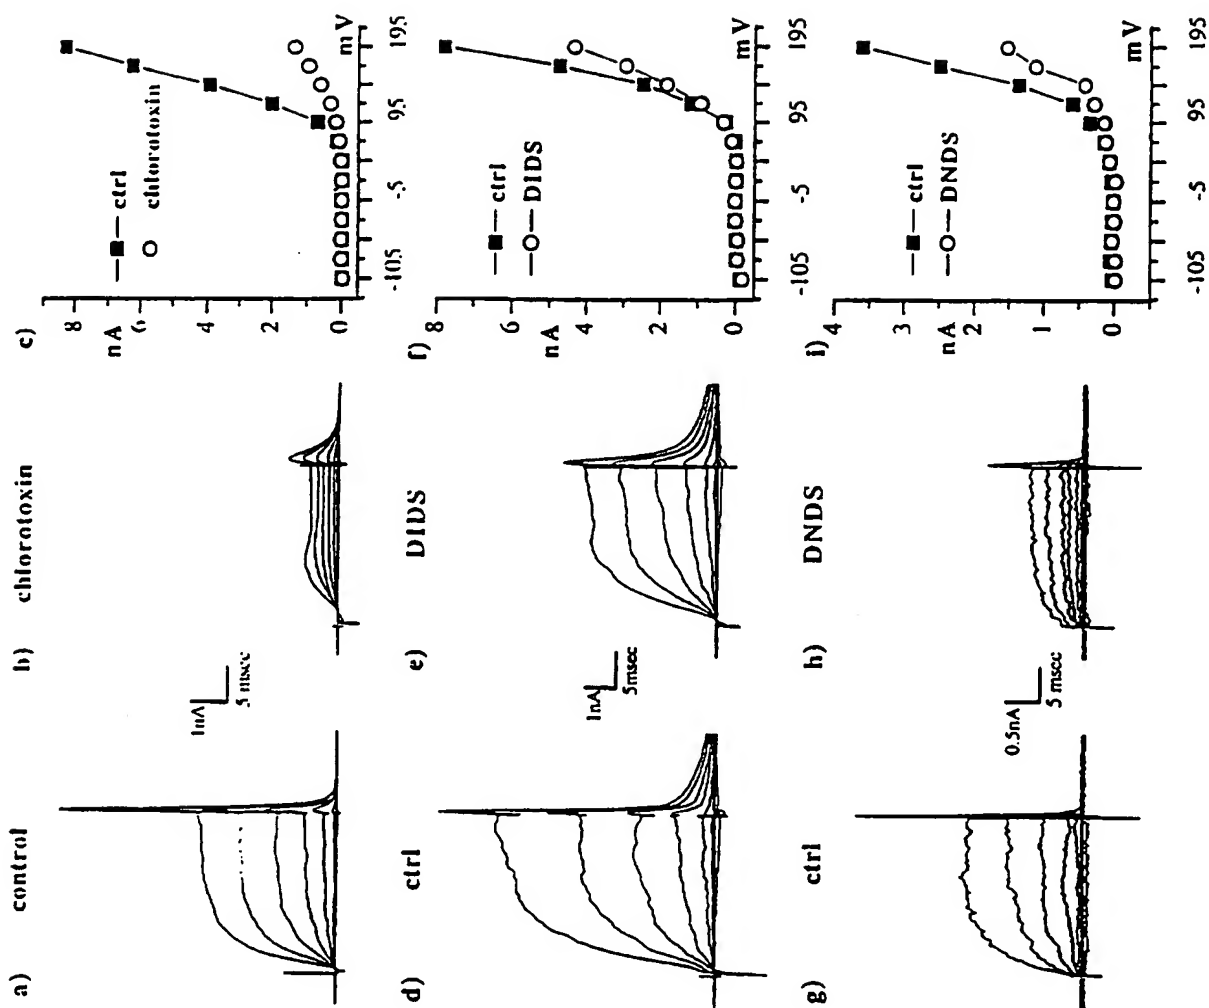 a) control
1nA
5 msec
b) chlorotoxin
c)
8
6
nA
4
2
0
ctrl
chlorotoxin
-105 -5 95 195
mV
d) ctrl
1nA
5msec
e) DIDS
f)
8
6
nA
4
2
0
ctrl
DIDS
-105 -5 95 195
mV
g) ctrl
0.5nA
5 msec
h) DNDS
i)
4
3
nA
2
1
0
ctrl
DNDS
-105 -5 95 195
mV